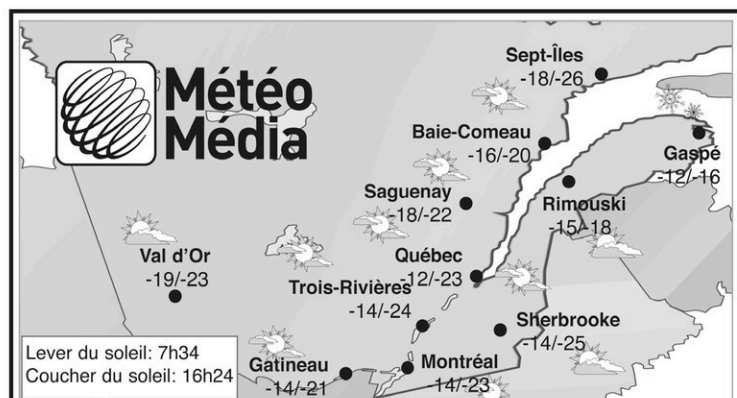 Météo
Média
Sept-Îles
-18/-26
Baie-Comeau
-16/-20
Gaspé
-12/-16
Saguenay
-18/-22
Rimouski
-15/-18
Val d'Or
-19/-23
Québec
-12/-23
Trois-Rivières
-14/-24
Sherbrooke
-14/-25
Lever du soleil: 7h34
Coucher du soleil: 16h24
Gatineau
-14/-21
Montréal
-14/-23